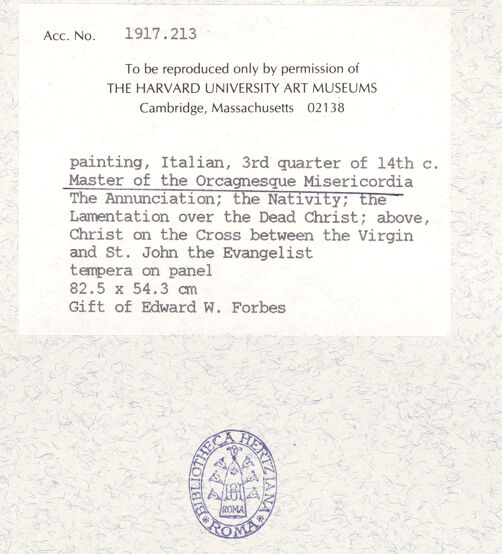 Acc. No. 1917.213
To be reproduced only by permission of
THE HARVARD UNIVERSITY ART MUSEUMS
Cambridge, Massachusetts 02138
painting, Italian, 3rd quarter of 14th c.
Master of the Orcagnesque Misericordia
The Annunciation; the Nativity; the
Lamentation over the Dead Christ; above,
Christ on the Cross between the Virgin
and St. John the Evangelist
tempera on panel
82.5 x 54.3 cm
Gift of Edward W. Forbes
BIBLIOTHECA HERTZIANA
ROMA
* ROMA *